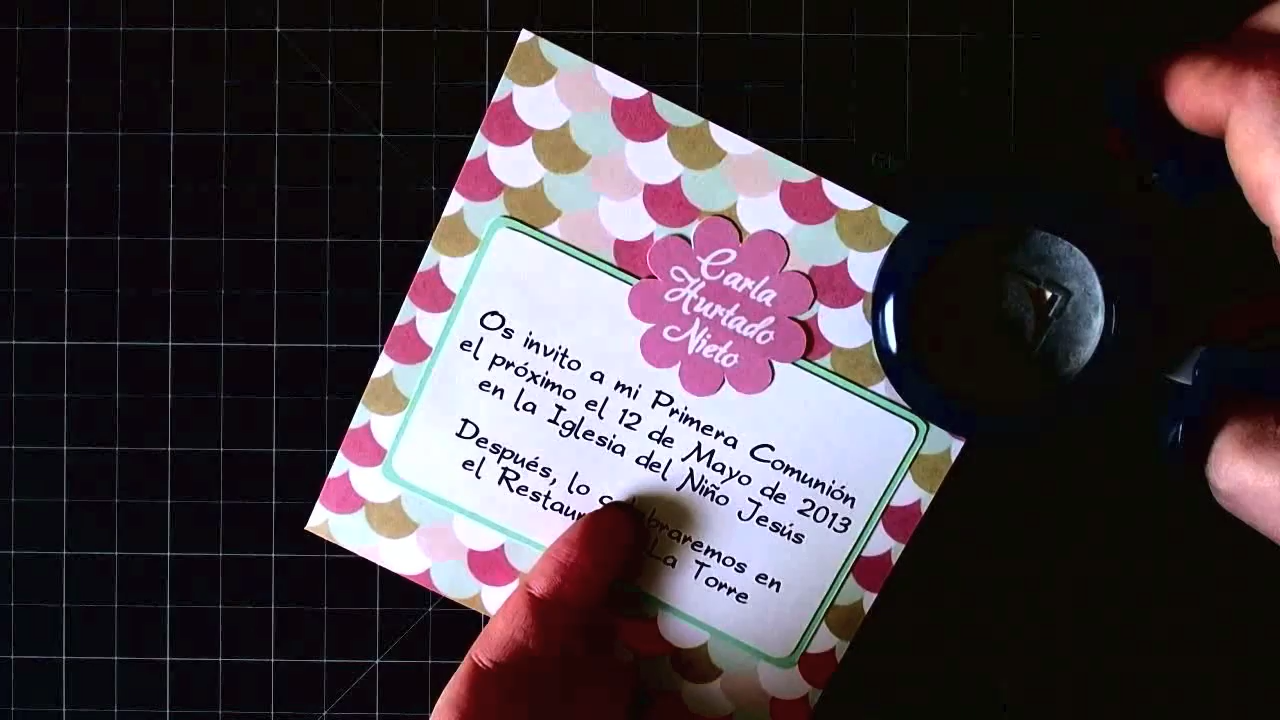 Carla
Hurtado
Nieto
Os invito a mi Primera Comunión
el próximo el 12 de Mayo de 2013
en la Iglesia del Niño Jesús
Después, lo celebraremos en
el La Torre